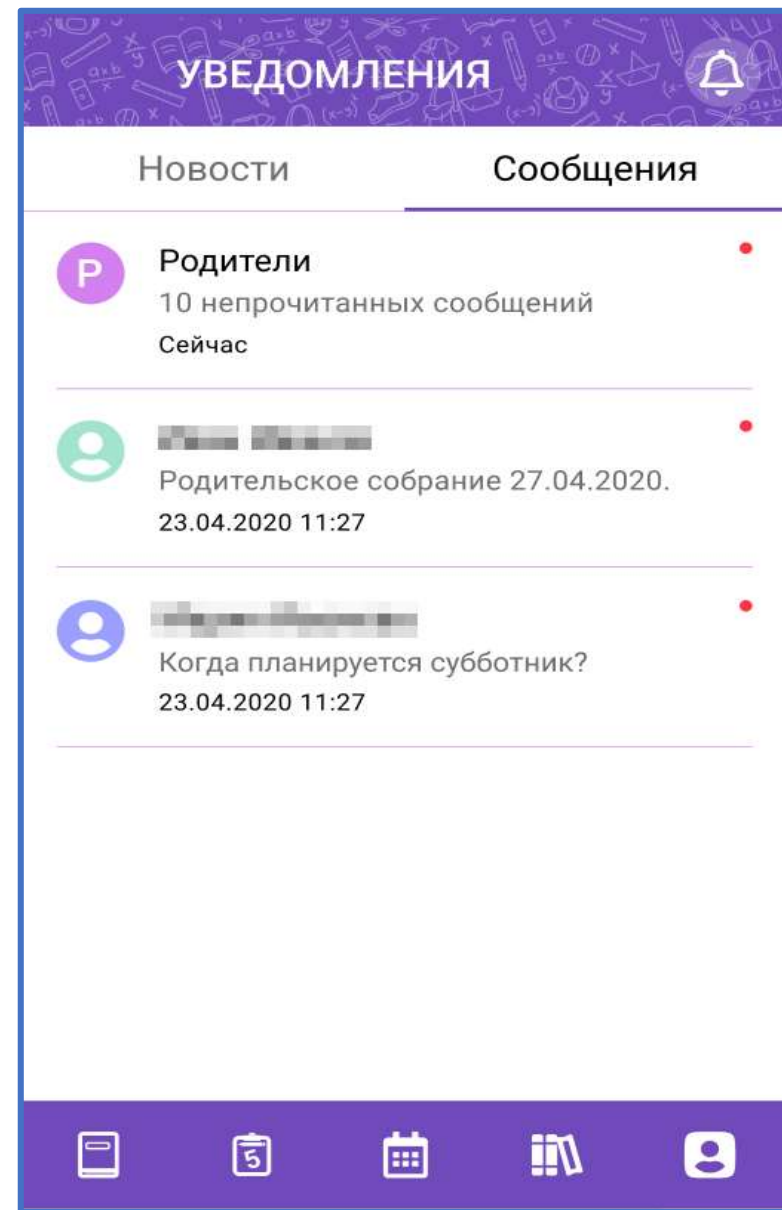 УВЕДОМЛЕНИЯ
Новости Сообщения
Р Родители
10 непрочитанных сообщений
Сейчас
Родительское собрание 27.04.2020.
23.04.2020 11:27
Когда планируется субботник?
23.04.2020 11:27
5